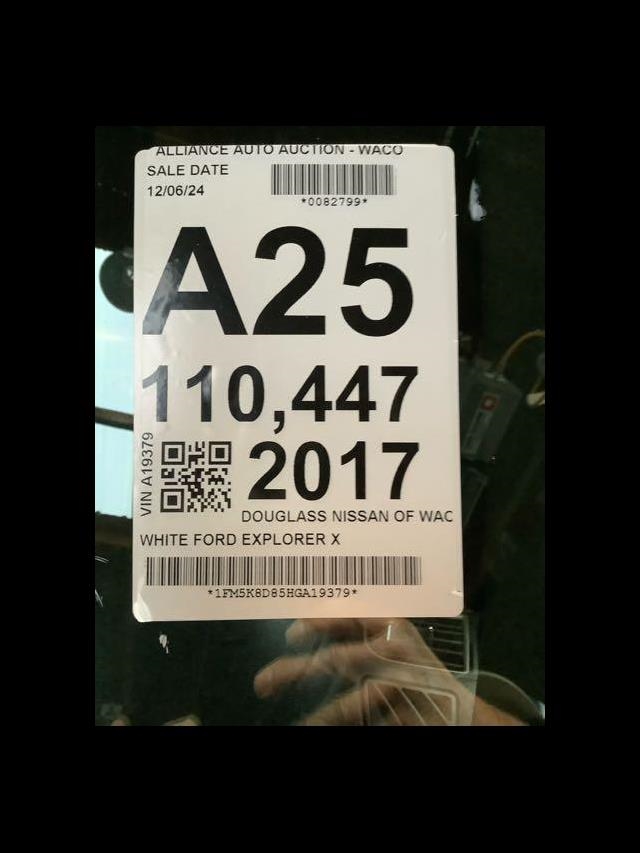 ALLIANCE AUTO AUCTION - WACO
SALE DATE
12/06/24
*0082799*
A25
110,447
VIN A19379
2017
DOUGLASS NISSAN OF WAC
WHITE FORD EXPLORER X
*1FM5K8D85HGA19379*